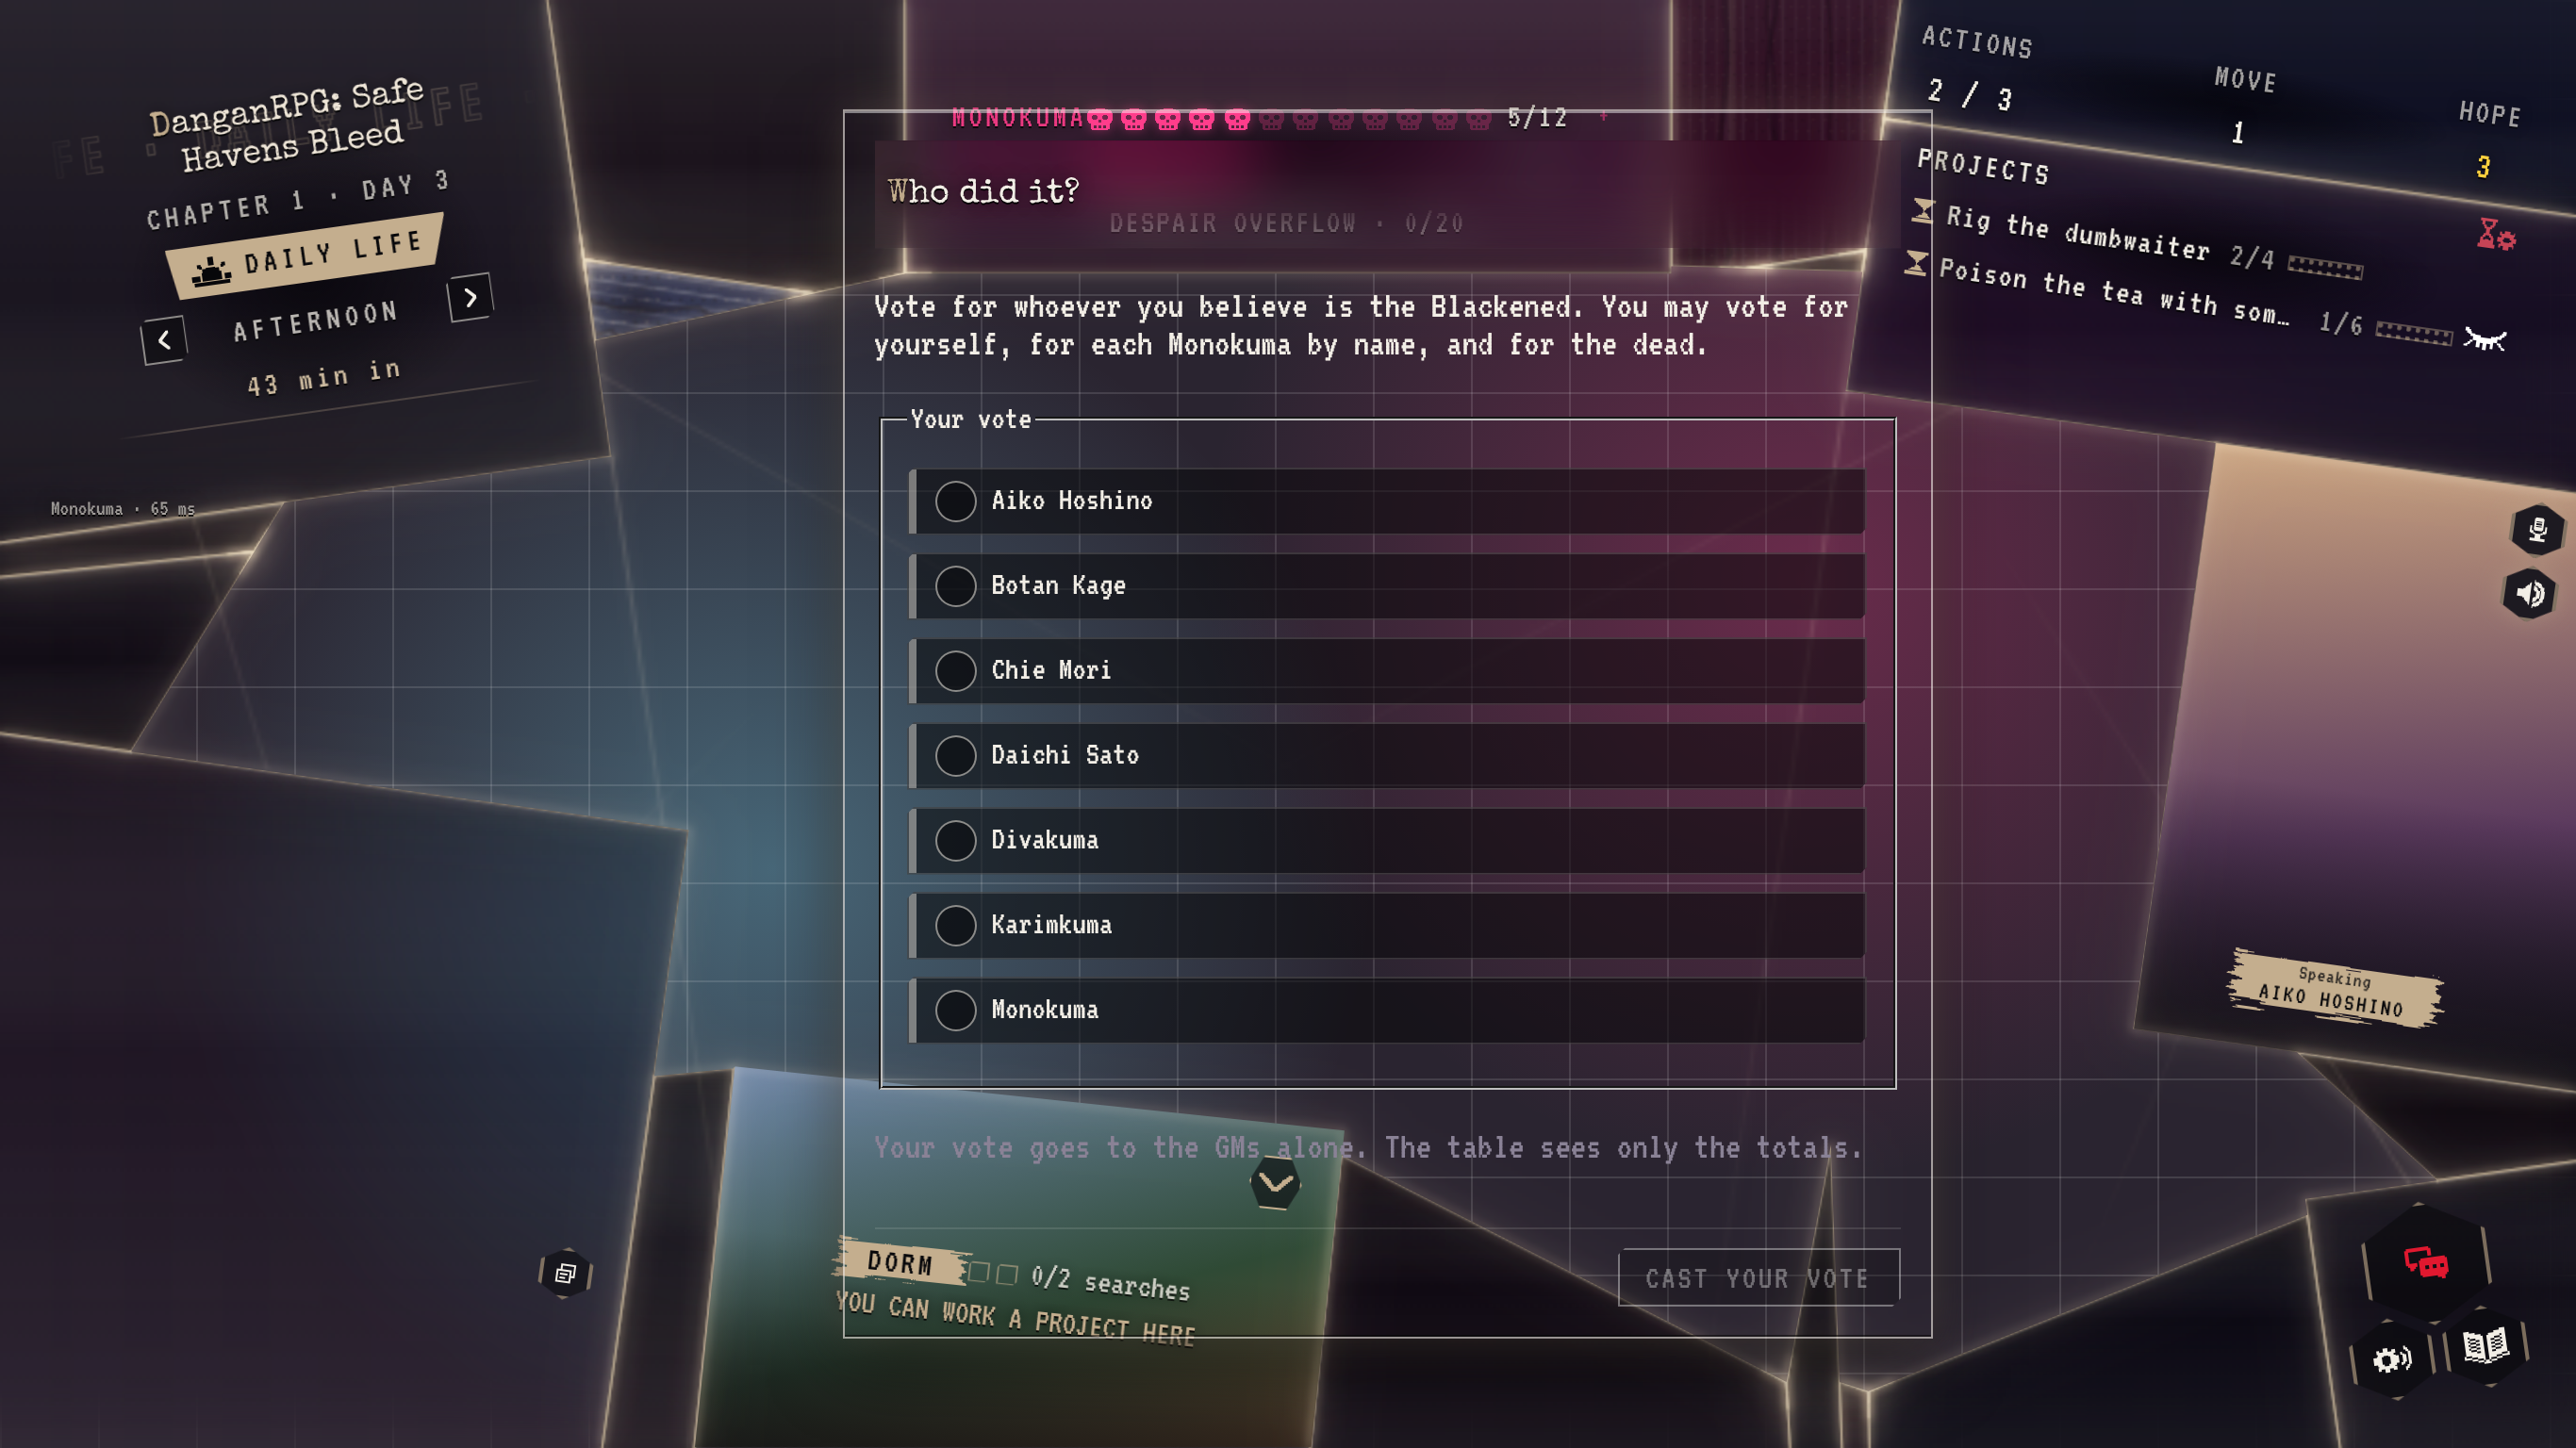 DanganRPG: Safe
Havens Bleed
CHAPTER 1 · DAY 3
DAILY LIFE
AFTERNOON
43 min in
Monokuma · 65 ms
MONOKUMA 5/12 +
Who did it?
DESPAIR OVERFLOW · 0/20
Vote for whoever you believe is the Blackened. You may vote for
yourself, for each Monokuma by name, and for the dead.
Your vote
Aiko Hoshino
Botan Kage
Chie Mori
Daichi Sato
Divakuma
Karimkuma
Monokuma
Your vote goes to the GMs alone. The table sees only the totals.
CAST YOUR VOTE
DORM 0/2 searches
YOU CAN WORK A PROJECT HERE
ACTIONS
2 / 3
MOVE
1
HOPE
3
PROJECTS
Rig the dumbwaiter 2/4
Poison the tea with som… 1/6
Speaking
AIKO HOSHINO